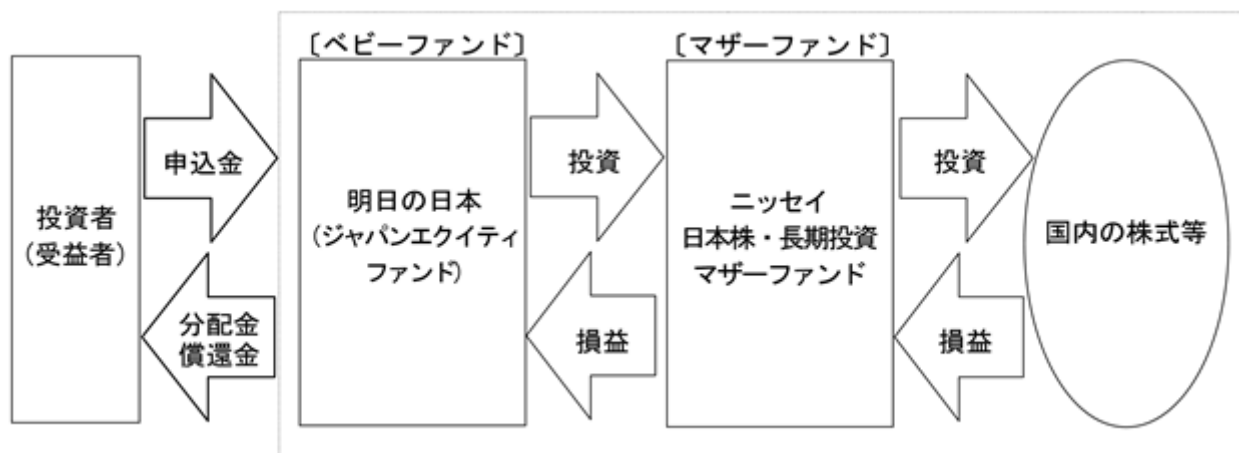 〔ベビーファンド〕
〔マザーファンド〕
申込金
投資
投資
投資者
(受益者)
明日の日本
(ジャパンエクイティ
ファンド)
ニッセイ
日本株・長期投資
マザーファンド
国内の株式等
分配金
償還金
損益
損益